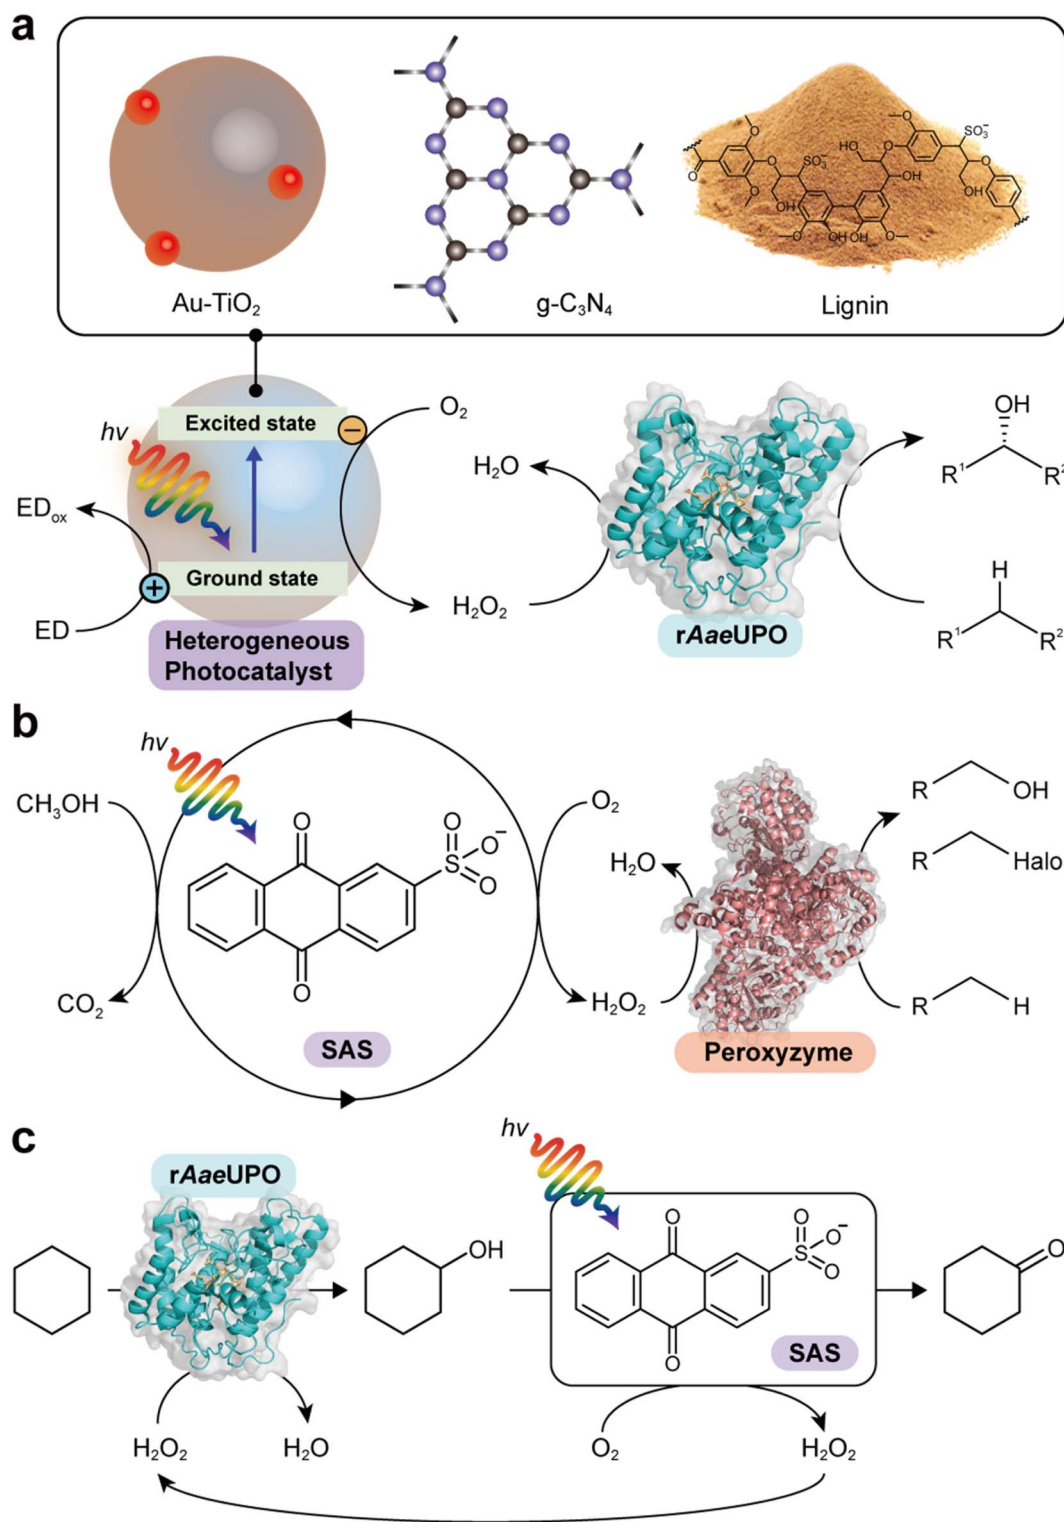 a
O
O
O
O
SO₃⁻
HO
OH
O
O
OH
OH
OH
O
O
O
SO₃⁻
O
OH
Au-TiO₂
g-C₃N₄
Lignin
hv
Excited state
−
O₂
H₂O
OH
R¹
R²
EDox
Ground state
+
ED
H₂O₂
H
R¹
R²
Heterogeneous
Photocatalyst
rAaeUPO
b
hv
CH₃OH
O
O
S
O⁻
O
O
O₂
H₂O
R
OH
R
Halo
CO₂
SAS
H₂O₂
R
H
Peroxyzyme
c
hv
rAaeUPO
OH
O
O
S
O⁻
O
O
SAS
O
H₂O₂
H₂O
O₂
H₂O₂